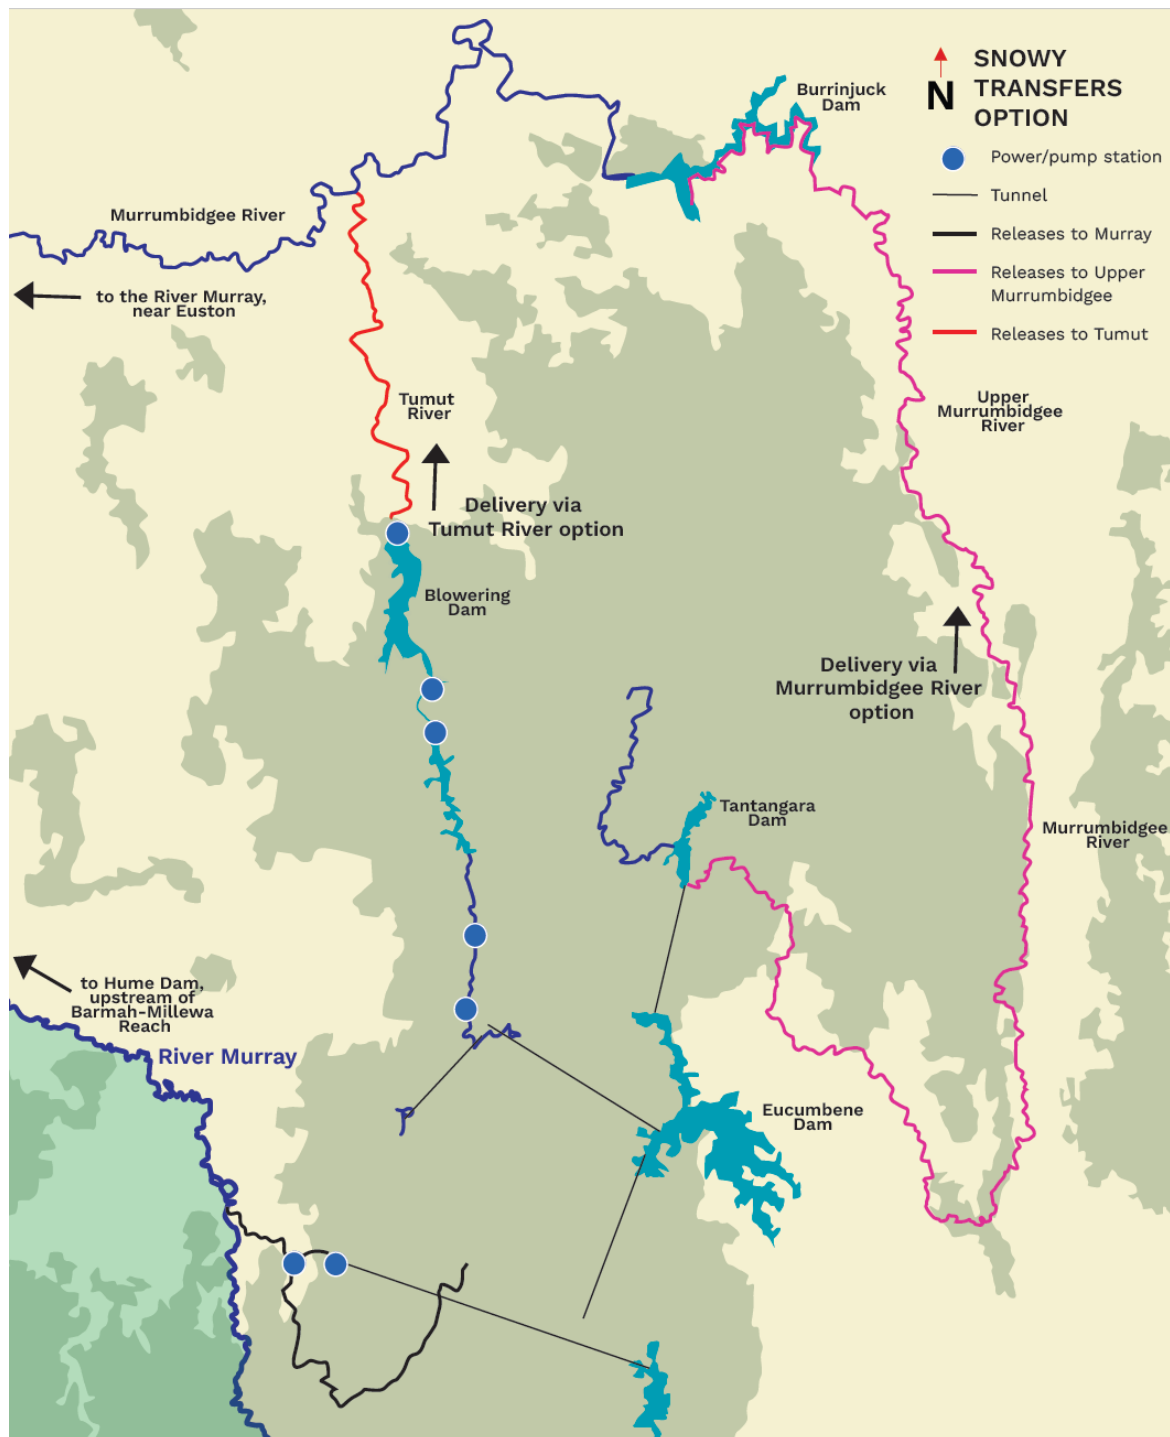 SNOWY
TRANSFERS
OPTION
N
Power/pump station
Tunnel
Releases to Murray
Releases to Upper
Murrumbidgee
Releases to Tumut
Burrinjuck
Dam
Murrumbidgee River
to the River Murray,
near Euston
Tumut
River
Upper
Murrumbidgee
River
Delivery via
Tumut River option
Blowering
Dam
Delivery via
Murrumbidgee River
option
Tantangara
Dam
Murrumbidgee
River
to Hume Dam,
upstream of
Barmah-Millewa
Reach
River Murray
Eucumbene
Dam